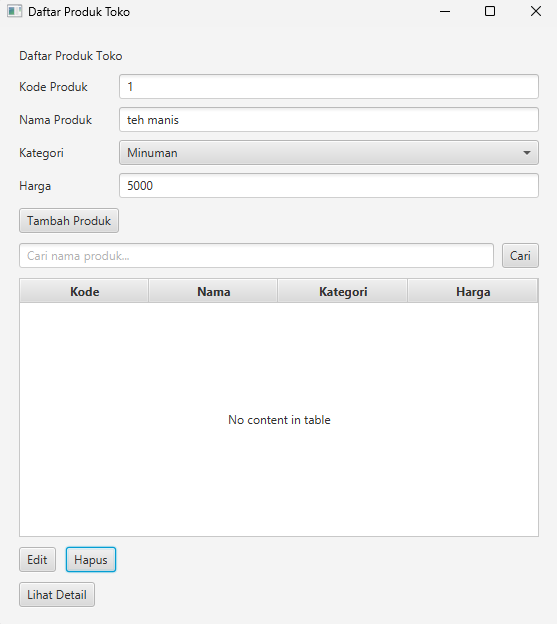 Daftar Produk Toko
Daftar Produk Toko
Kode Produk 1
Nama Produk teh manis
Kategori Minuman
Harga 5000
Tambah Produk
Cari nama produk... Cari
Kode Nama Kategori Harga
No content in table
Edit Hapus
Lihat Detail